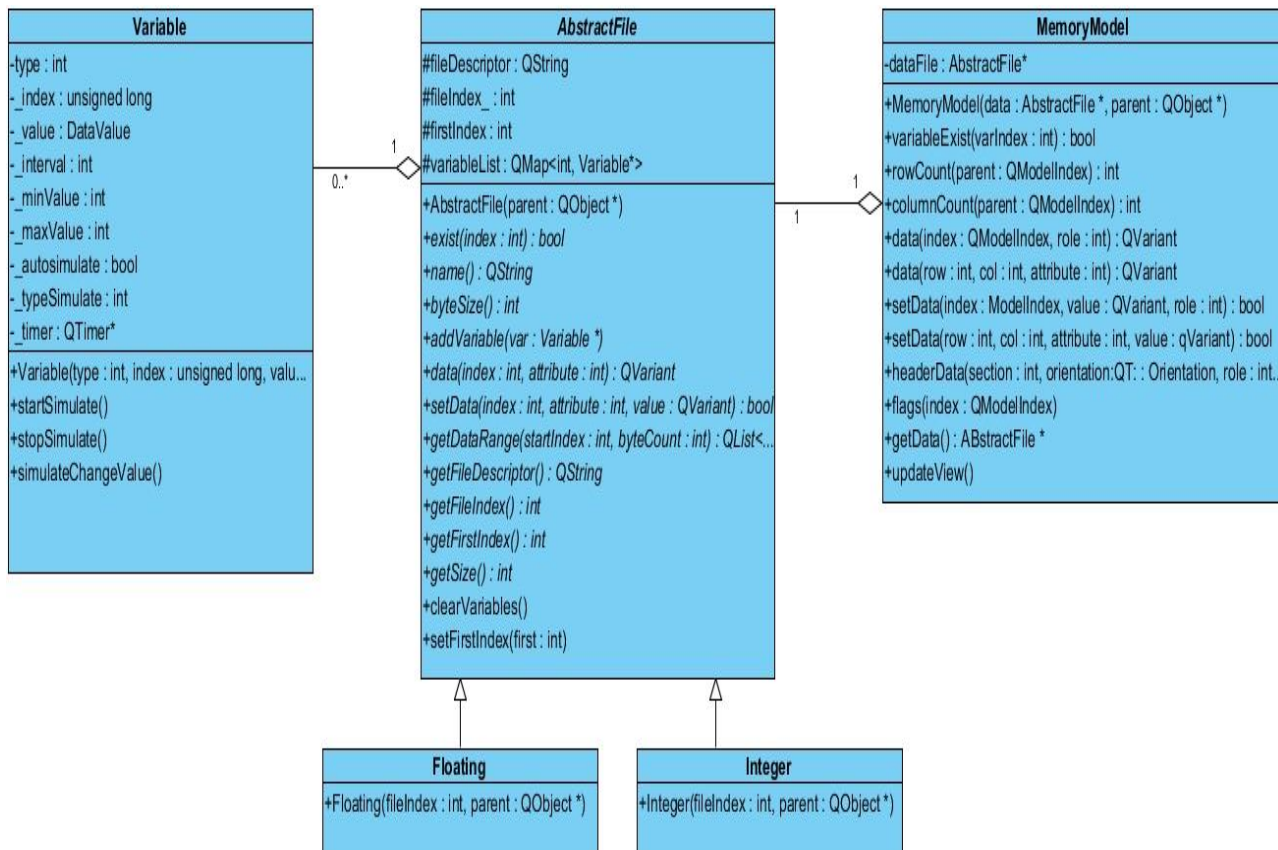 Variable
-type : int
-_index : unsigned long
-_value : DataValue
-_interval : int
-_minValue : int
-_maxValue : int
-_autosimulate : bool
-_typeSimulate : int
-_timer : QTimer*
+Variable(type : int, index : unsigned long, valu...
+startSimulate()
+stopSimulate()
+simulateChangeValue()
1
0..*
AbstractFile
#fileDescriptor : QString
#fileIndex_ : int
#firstIndex : int
#variableList : QMap<int, Variable*>
+AbstractFile(parent : QObject *)
+exist(index : int) : bool
+name() : QString
+byteSize() : int
+addVariable(var : Variable *)
+data(index : int, attribute : int) : QVariant
+setData(index : int, attribute : int, value : QVariant) : bool
+getDataRange(startIndex : int, byteCount : int) : QList<...
+getFileDescriptor() : QString
+getFileIndex() : int
+getFirstIndex() : int
+getSize() : int
+clearVariables()
+setFirstIndex(first : int)
1
1
MemoryModel
-dataFile : AbstractFile*
+MemoryModel(data : AbstractFile *, parent : QObject *)
+variableExist(varIndex : int) : bool
+rowCount(parent : QModelIndex) : int
+columnCount(parent : QModelIndex) : int
+data(index : QModelIndex, role : int) : QVariant
+data(row : int, col : int, attribute : int) : QVariant
+setData(index : ModelIndex, value : QVariant, role : int) : bool
+setData(row : int, col : int, attribute : int, value : qVariant) : bool
+headerData(section : int, orientation:QT: : Orientation, role : int...
+flags(index : QModelIndex)
+getData() : ABstractFile *
+updateView()
Floating
+Floating(fileIndex : int, parent : QObject *)
Integer
+Integer(fileIndex : int, parent : QObject *)